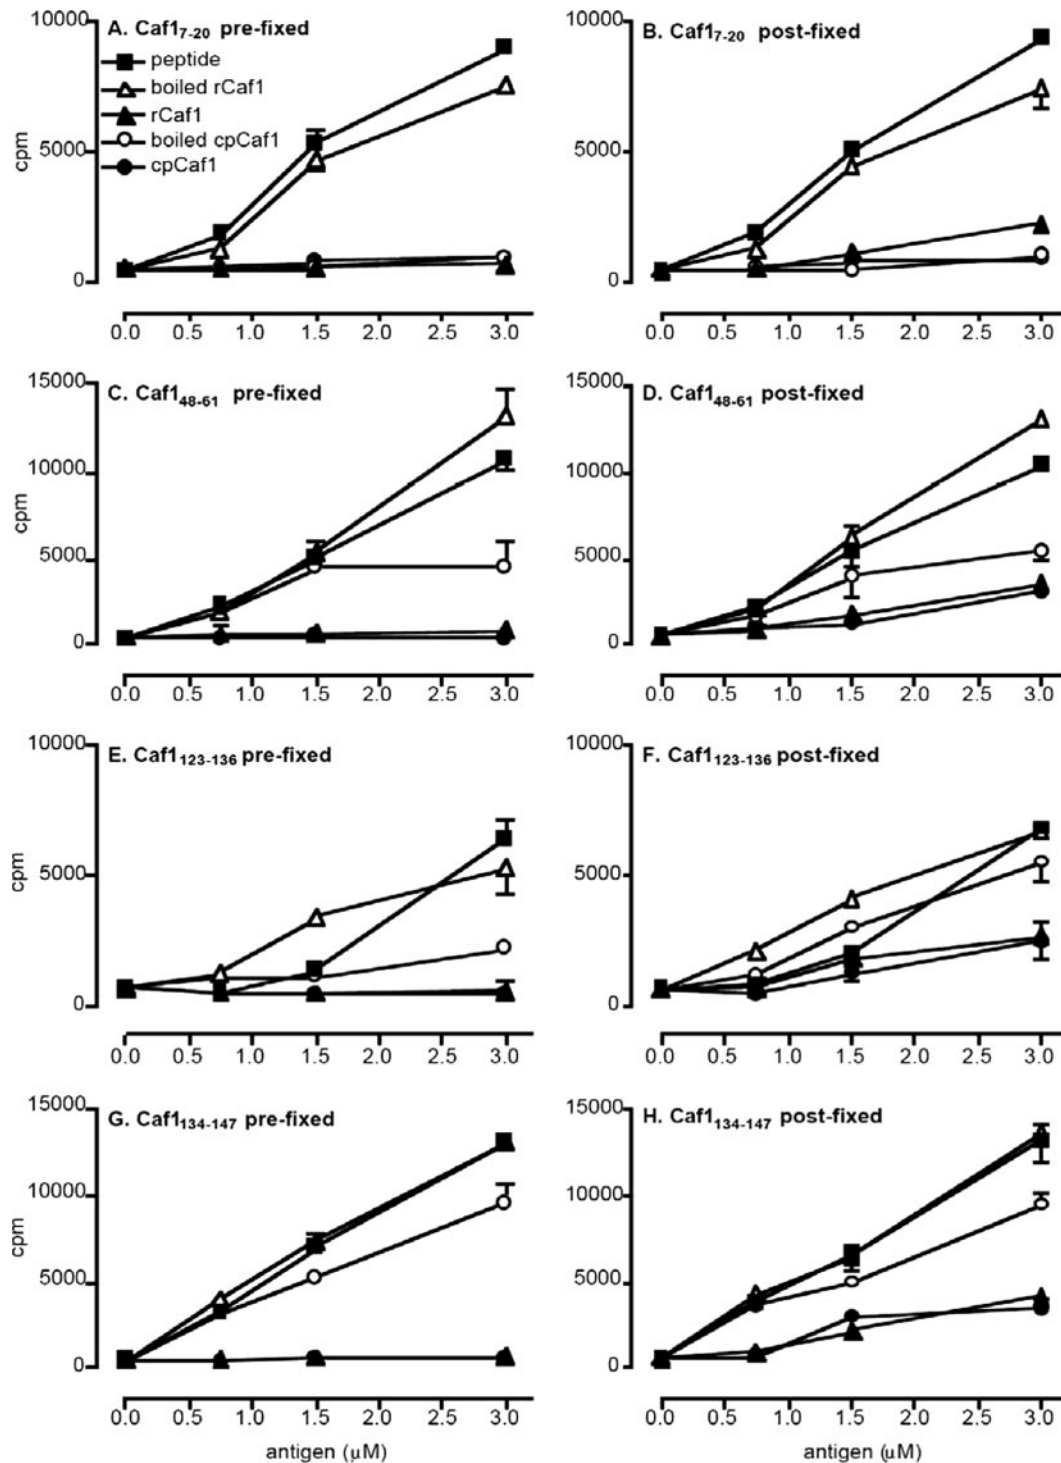 A. Caf1₇₋₂₀ pre-fixed
peptide
boiled rCaf1
rCaf1
boiled cpCaf1
cpCaf1
10000
5000
0
cpm
0.0 0.5 1.0 1.5 2.0 2.5 3.0
B. Caf1₇₋₂₀ post-fixed
10000
5000
0
0.0 0.5 1.0 1.5 2.0 2.5 3.0
C. Caf1₄₈₋₆₁ pre-fixed
15000
10000
5000
0
cpm
0.0 0.5 1.0 1.5 2.0 2.5 3.0
D. Caf1₄₈₋₆₁ post-fixed
15000
10000
5000
0
0.0 0.5 1.0 1.5 2.0 2.5 3.0
E. Caf1₁₂₃₋₁₃₆ pre-fixed
10000
5000
0
cpm
0.0 0.5 1.0 1.5 2.0 2.5 3.0
F. Caf1₁₂₃₋₁₃₆ post-fixed
10000
5000
0
0.0 0.5 1.0 1.5 2.0 2.5 3.0
G. Caf1₁₃₄₋₁₄₇ pre-fixed
15000
10000
5000
0
cpm
0.0 0.5 1.0 1.5 2.0 2.5 3.0
antigen (μM)
H. Caf1₁₃₄₋₁₄₇ post-fixed
15000
10000
5000
0
0.0 0.5 1.0 1.5 2.0 2.5 3.0
antigen (μM)